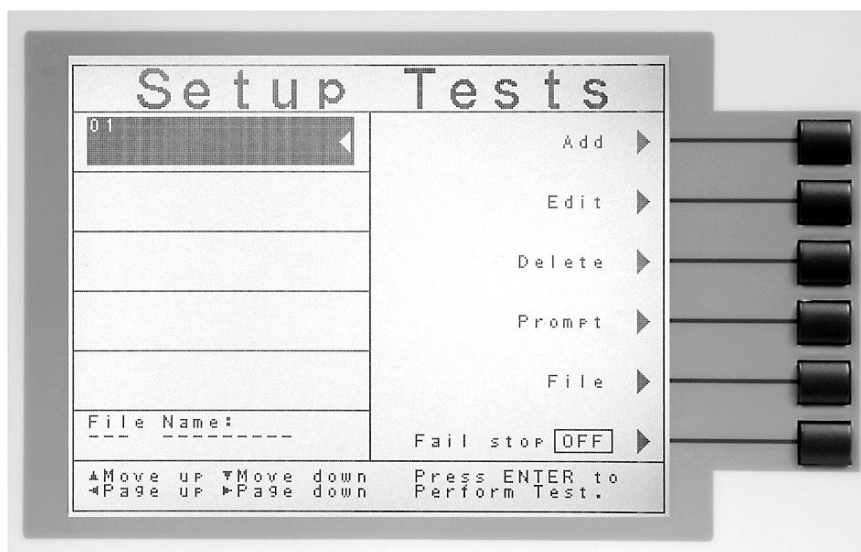 Setup Tests
01
Add
Edit
Delete
Prompt
File
File Name:
Fail stop OFF
▲Move up ▼Move down
◄Page up ►Page down
Press ENTER to
Perform Test.